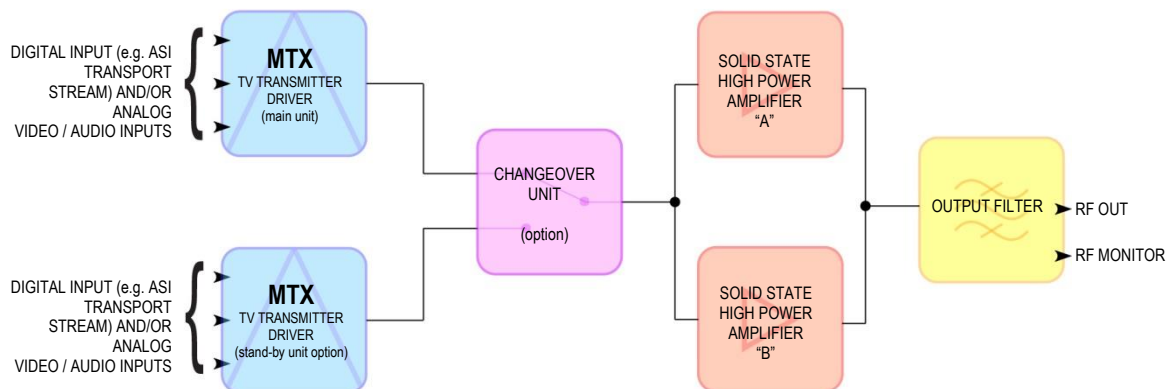 DIGITAL INPUT (e.g. ASI
TRANSPORT
STREAM) AND/OR
ANALOG
VIDEO / AUDIO INPUTS
MTX
TV TRANSMITTER
DRIVER
(main unit)
DIGITAL INPUT (e.g. ASI
TRANSPORT
STREAM) AND/OR
ANALOG
VIDEO / AUDIO INPUTS
MTX
TV TRANSMITTER
DRIVER
(stand-by unit option)
CHANGEOVER
UNIT
(option)
SOLID STATE
HIGH POWER
AMPLIFIER
“A”
SOLID STATE
HIGH POWER
AMPLIFIER
“B”
OUTPUT FILTER
RF OUT
RF MONITOR